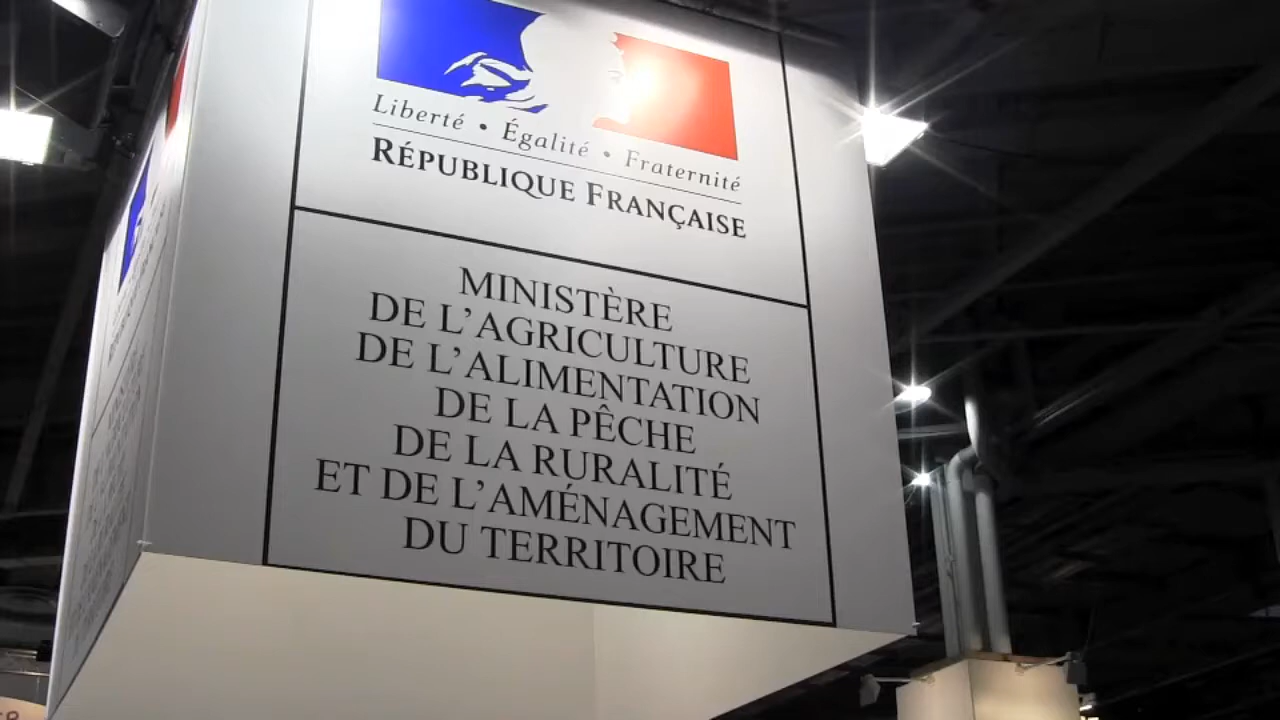 Liberté • Égalité • Fraternité
RÉPUBLIQUE FRANÇAISE
MINISTÈRE
DE L'AGRICULTURE
DE L'ALIMENTATION
DE LA PÊCHE
DE LA RURALITÉ
ET DE L'AMÉNAGEMENT
DU TERRITOIRE